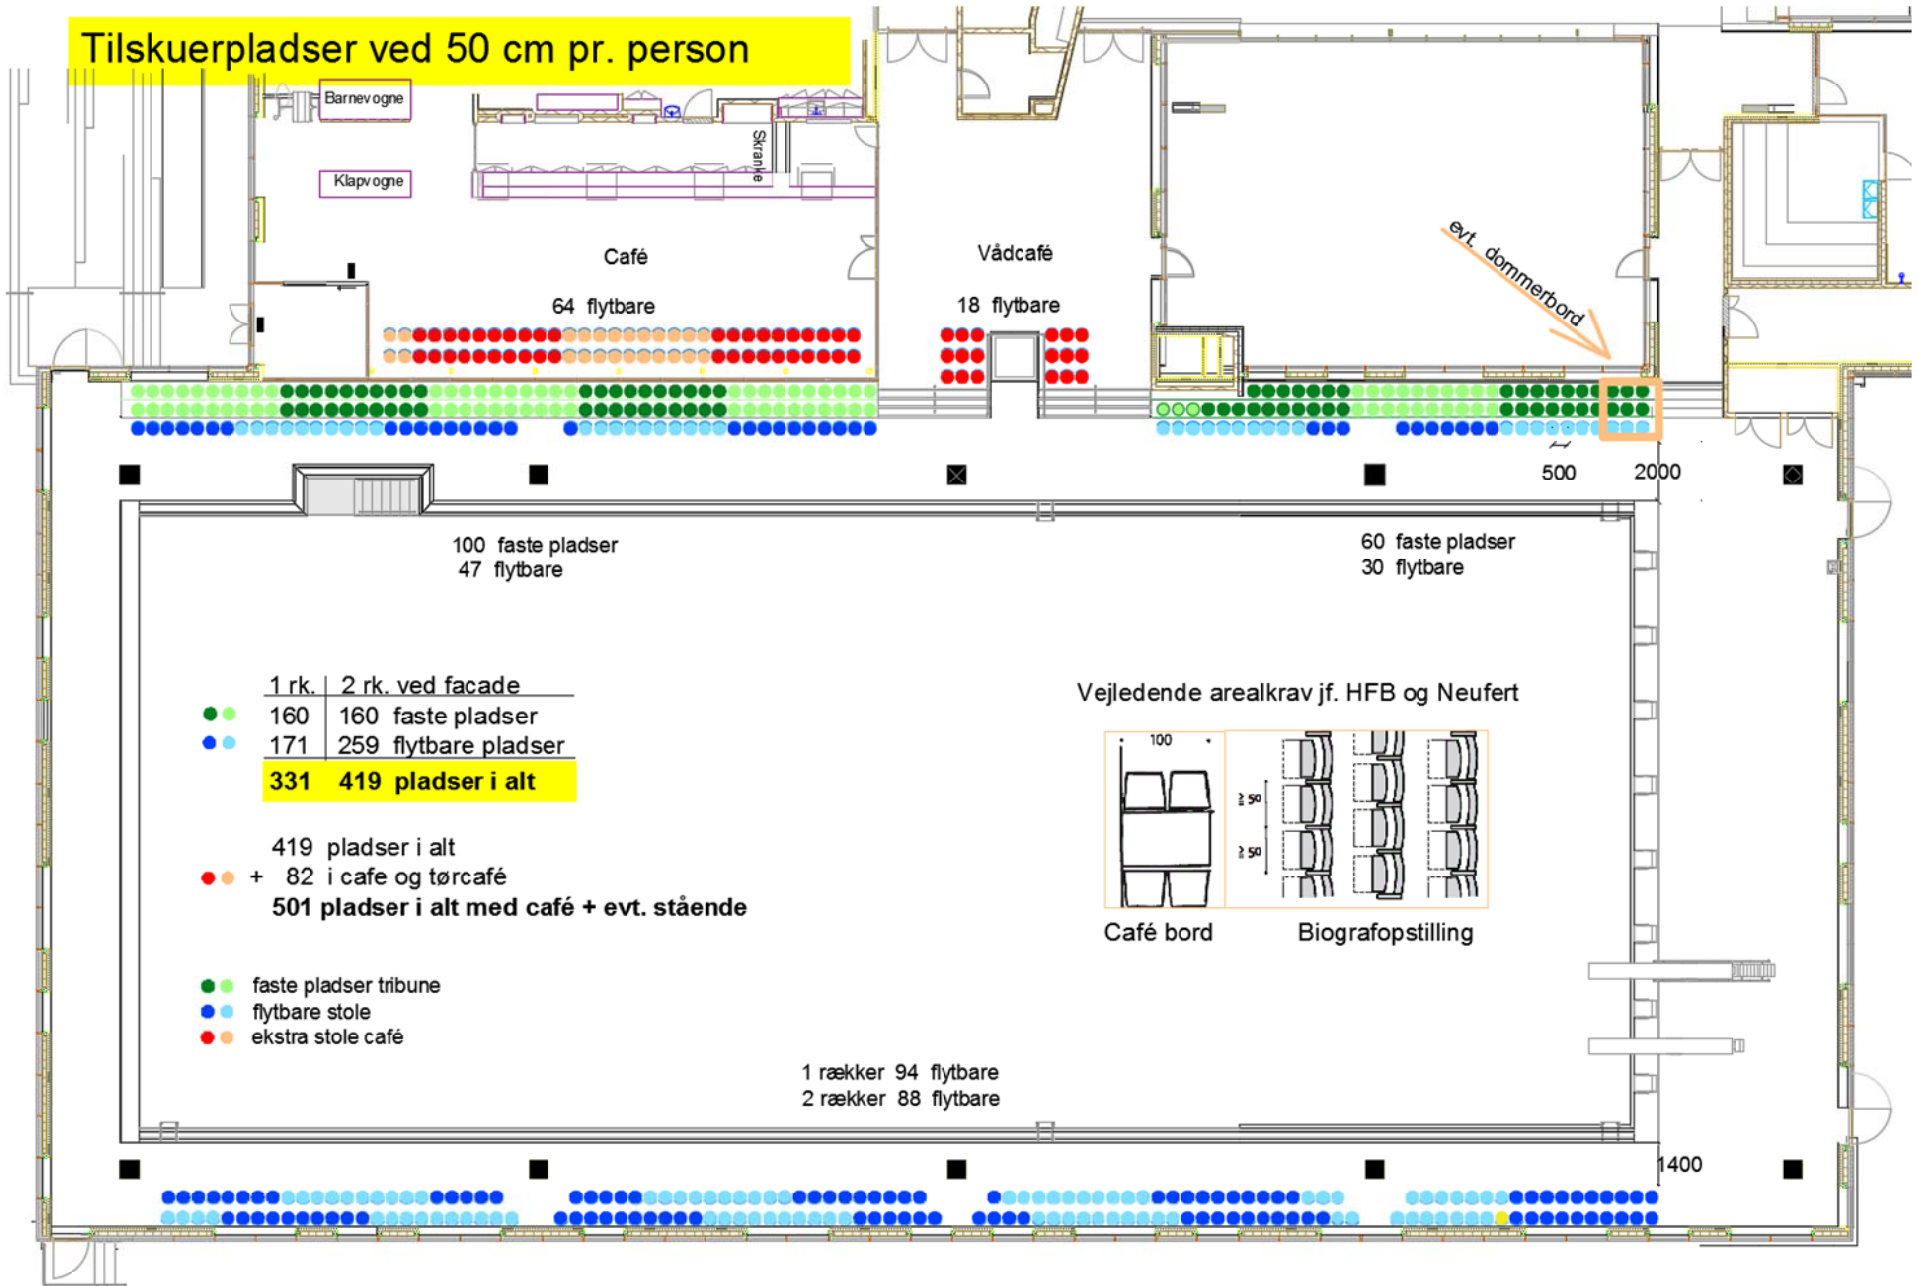 Tilskuerpladser ved 50 cm pr. person
Barnevogne
Klapvogne
Skranke
Café
64 flytbare
Vådcafé
18 flytbare
evt. dommerbord
500
2000
100 faste pladser
47 flytbare
60 faste pladser
30 flytbare
1 rk. 2 rk. ved facade
160 160 faste pladser
171 259 flytbare pladser
331 419 pladser i alt
419 pladser i alt
+ 82 i cafe og tørcafé
501 pladser i alt med café + evt. stående
faste pladser tribune
flytbare stole
ekstra stole café
Vejledende arealkrav jf. HFB og Neufert
100
≥ 50
≥ 50
Café bord
Biografopstilling
1 rækker 94 flytbare
2 rækker 88 flytbare
1400